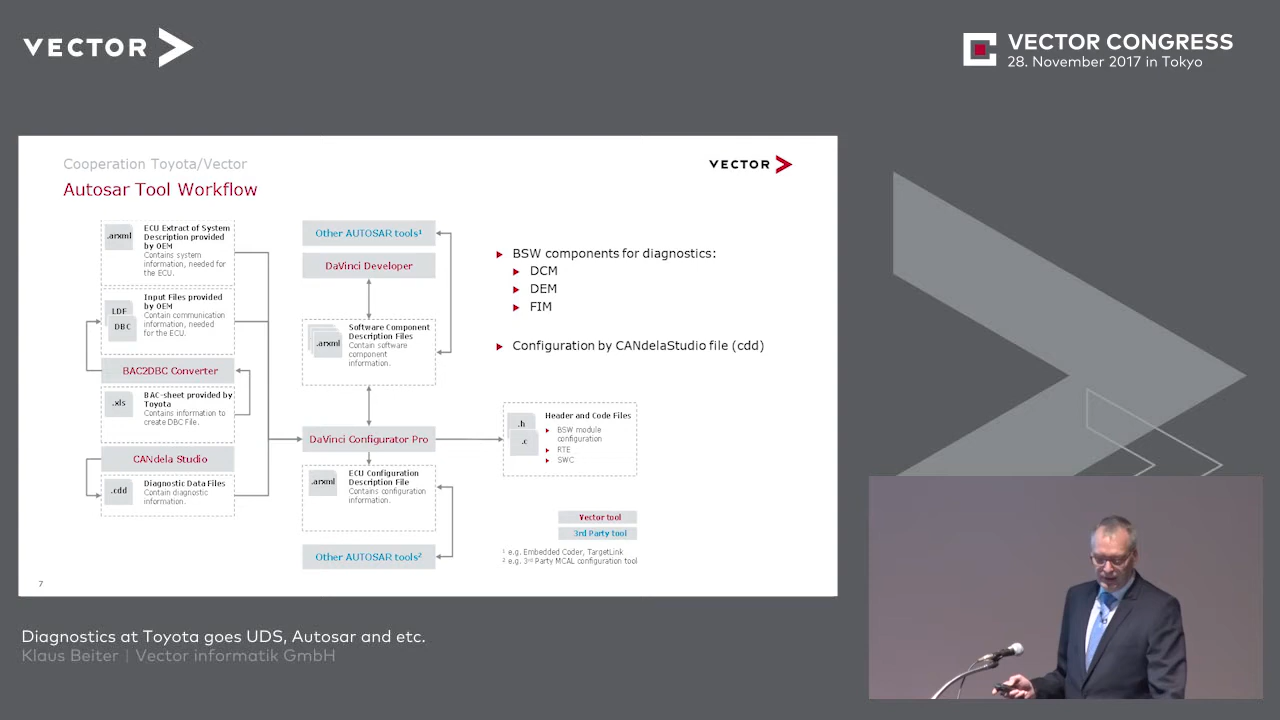 VECTOR
VECTOR CONGRESS
28. November 2017 in Tokyo
Cooperation Toyota/Vector
Autosar Tool Workflow
VECTOR
.arxml
ECU Extract of System
Description provided
by OEM
Contains system
information, needed for
the ECU.
LDF
DBC
Input Files provided
by OEM
Contain communication
information, needed
for the ECU.
BAC2DBC Converter
.xls
BAC-sheet provided by
Toyota
Contains information to
create DBC File.
CANdela Studio
.cdd
Diagnostic Data Files
Contain diagnostic
information.
Other AUTOSAR tools¹
DaVinci Developer
.arxml
Software Component
Description Files
Contain software
component
information.
DaVinci Configurator Pro
.arxml
ECU Configuration
Description File
Contains configuration
information.
Other AUTOSAR tools²
BSW components for diagnostics:
DCM
DEM
FIM
Configuration by CANdelaStudio file (cdd)
.h
.c
Header and Code Files
BSW module
configuration
RTE
SWC
Vector tool
3rd Party tool
¹ e.g. Embedded Coder, TargetLink
² e.g. 3rd Party MCAL configuration tool
7
Diagnostics at Toyota goes UDS, Autosar and etc.
Klaus Beiter | Vector informatik GmbH